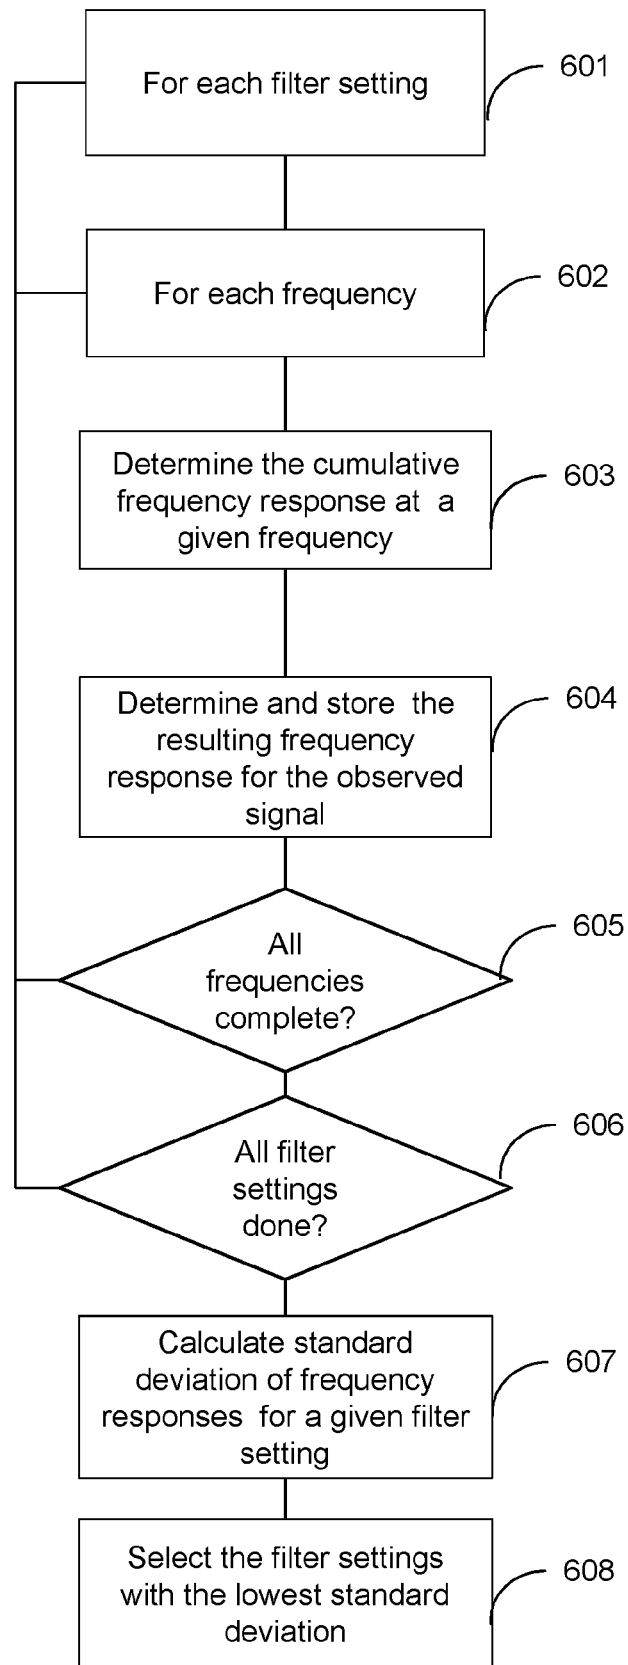 For each filter setting
601
For each frequency
602
Determine the cumulative
frequency response at a
given frequency
603
Determine and store the
resulting frequency
response for the observed
signal
604
All
frequencies
complete?
605
All filter
settings
done?
606
Calculate standard
deviation of frequency
responses for a given filter
setting
607
Select the filter settings
with the lowest standard
deviation
608